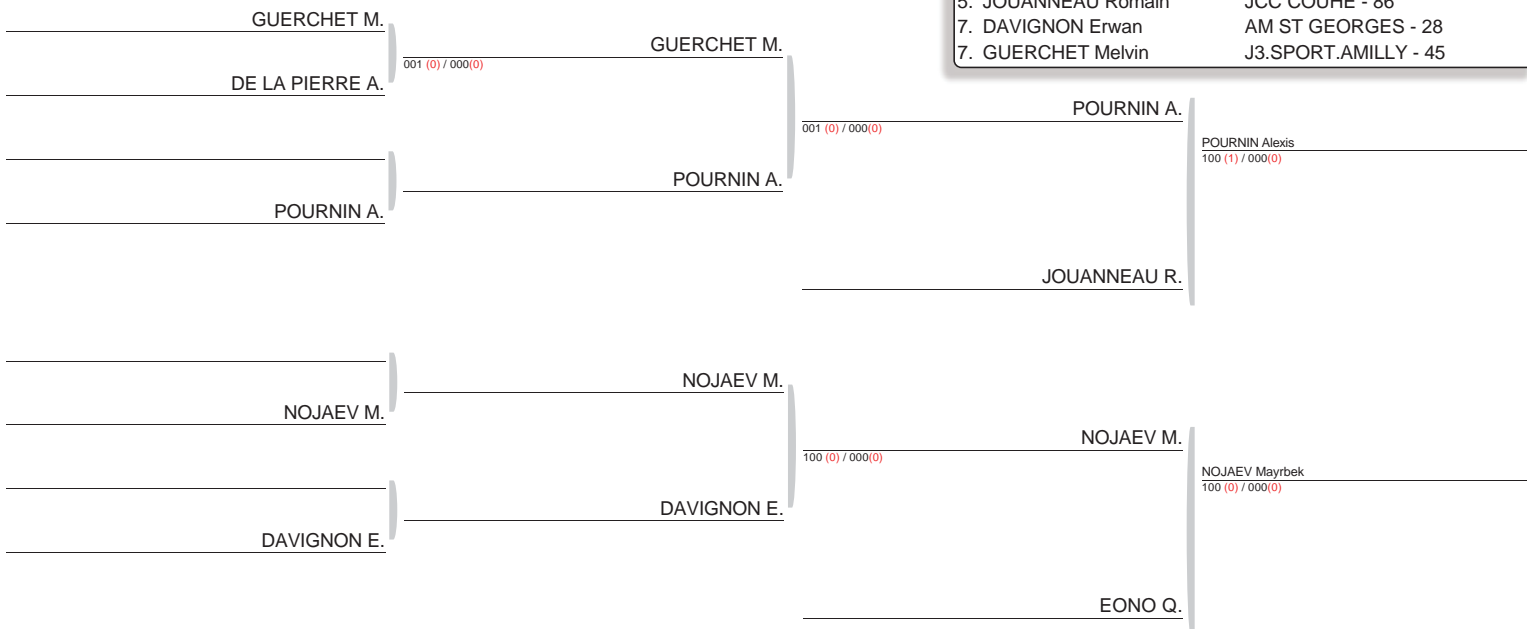 5. JOUANNEAU Romain JCC COUHE - 86
7. DAVIGNON Erwan AM ST GEORGES - 28
7. GUERCHET Melvin J3.SPORT.AMILLY - 45
GUERCHET M.
DE LA PIERRE A.
POURNIN A.
NOJAEV M.
DAVIGNON E.
GUERCHET M.
001 (0) / 000(0)
POURNIN A.
NOJAEV M.
DAVIGNON E.
POURNIN A.
001 (0) / 000(0)
JOUANNEAU R.
NOJAEV M.
100 (0) / 000(0)
EONO Q.
POURNIN Alexis
100 (1) / 000(0)
NOJAEV Mayrbek
100 (0) / 000(0)